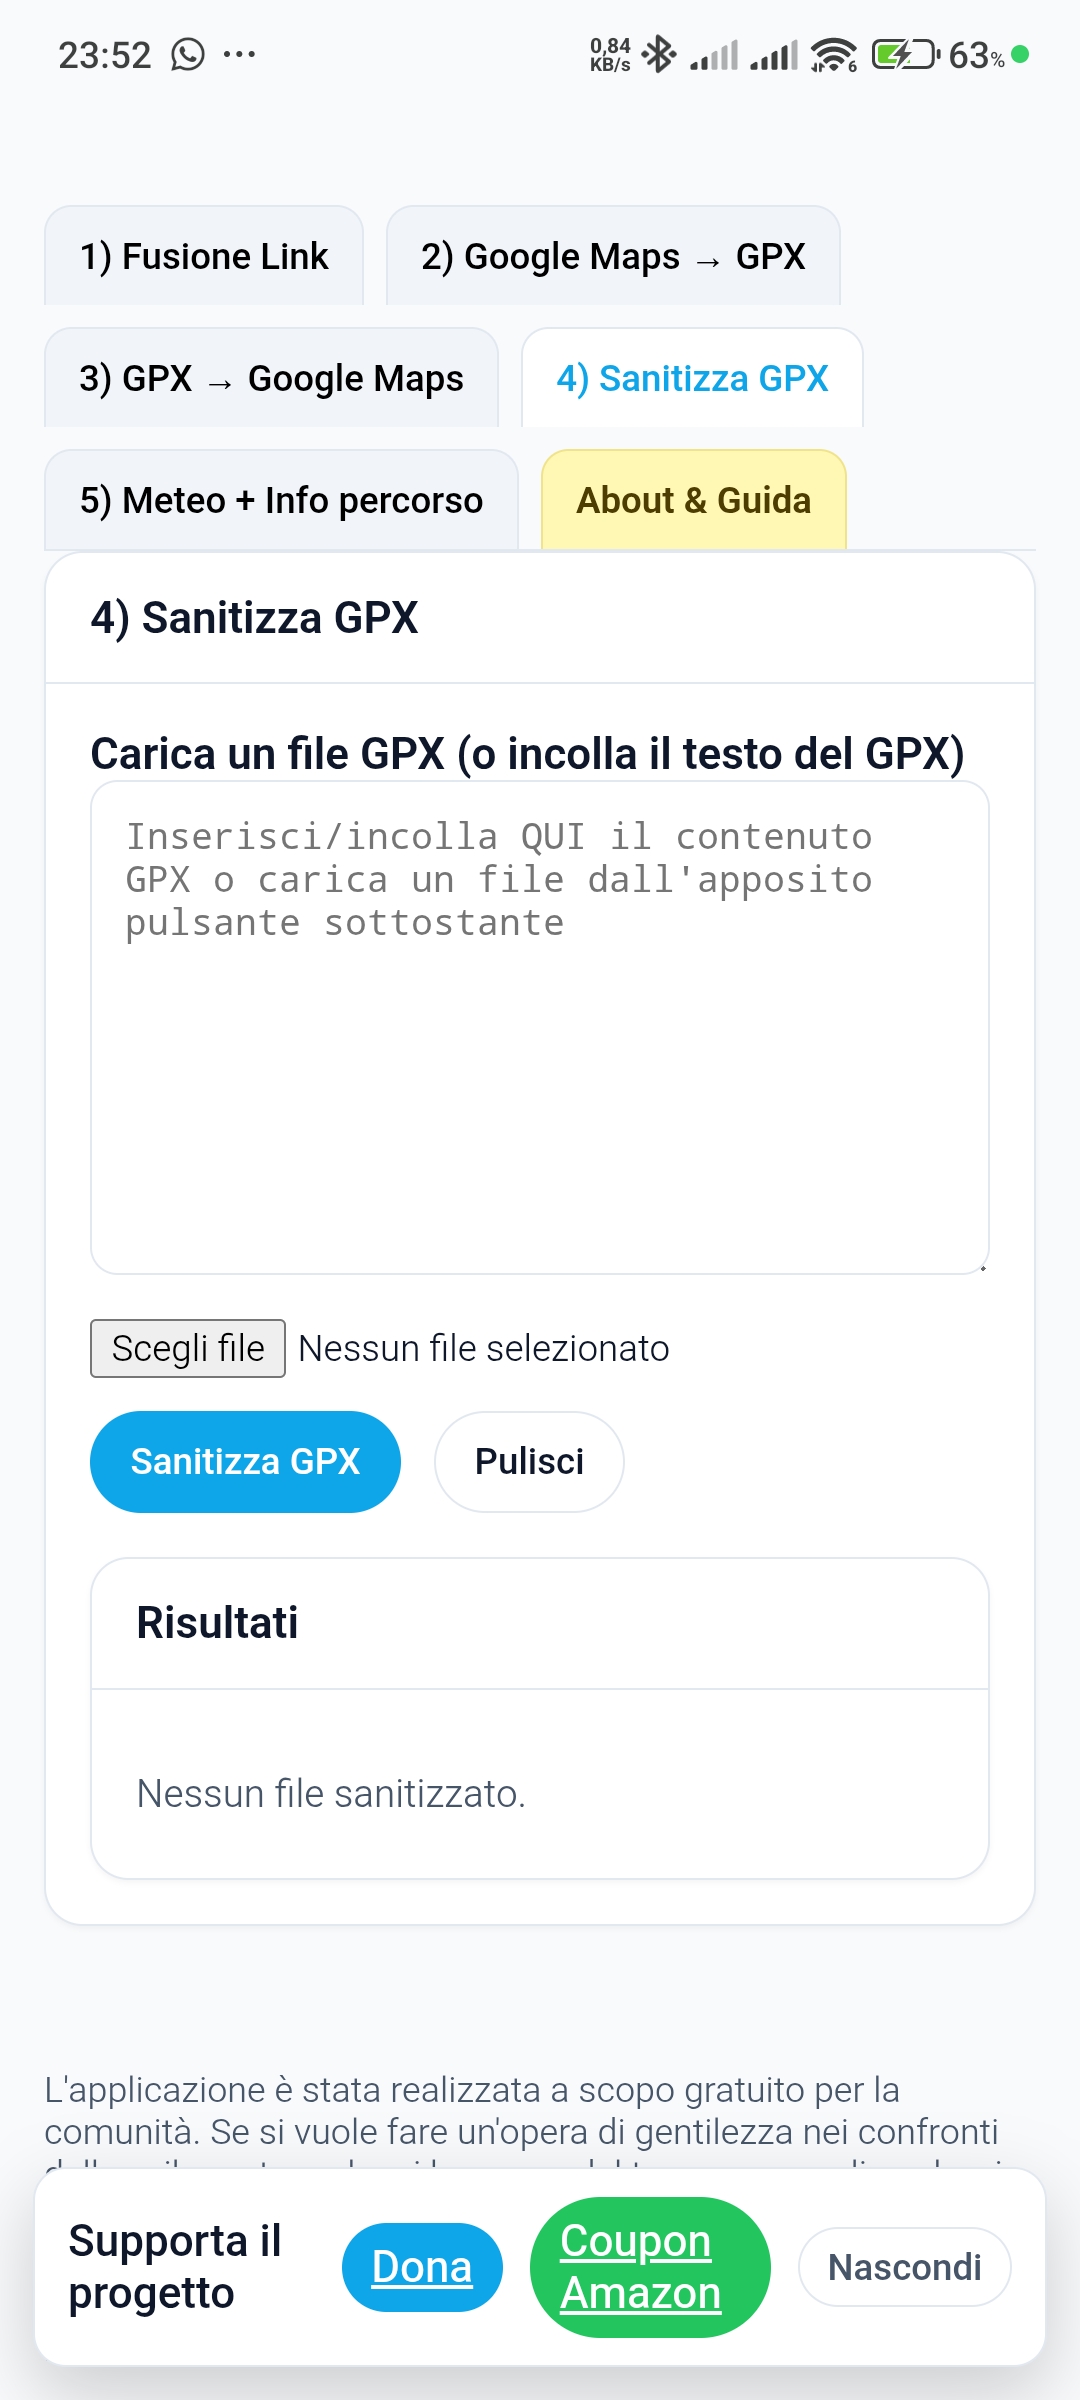 23:52 ...
0,84
KB/s
6
63%
1) Fusione Link
2) Google Maps → GPX
3) GPX → Google Maps
4) Sanitizza GPX
5) Meteo + Info percorso
About & Guida
4) Sanitizza GPX
Carica un file GPX (o incolla il testo del GPX)
Inserisci/incolla QUI il contenuto
GPX o carica un file dall'apposito
pulsante sottostante
Scegli file Nessun file selezionato
Sanitizza GPX
Pulisci
Risultati
Nessun file sanitizzato.
L'applicazione è stata realizzata a scopo gratuito per la
comunità. Se si vuole fare un'opera di gentilezza nei confronti
Supporta il
progetto
Dona
Coupon
Amazon
Nascondi